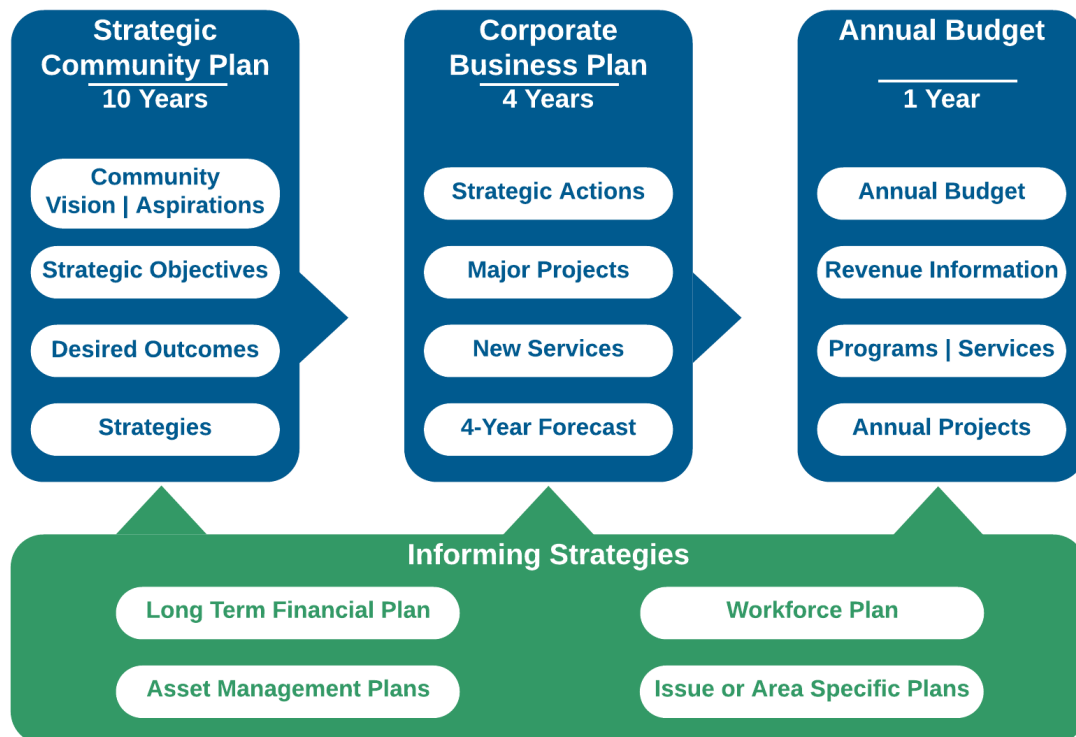 Strategic
Community Plan
10 Years
Community
Vision | Aspirations
Strategic Objectives
Desired Outcomes
Strategies
Corporate
Business Plan
4 Years
Strategic Actions
Major Projects
New Services
4-Year Forecast
Annual Budget
1 Year
Annual Budget
Revenue Information
Programs | Services
Annual Projects
Informing Strategies
Long Term Financial Plan
Workforce Plan
Asset Management Plans
Issue or Area Specific Plans